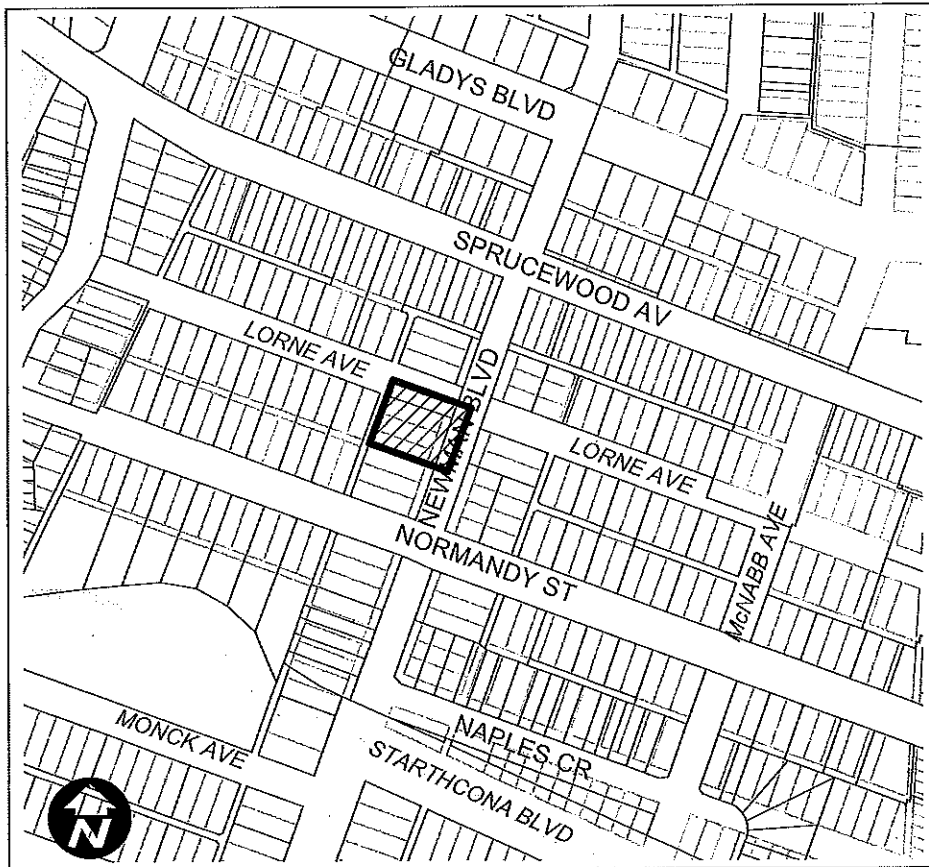 GLADYS BLVD
SPRUCEWOOD AV
LORNE AVE
NEWMAN BLVD
LORNE AVE
NORMANDY ST
McNABB AVE
NAPLES CR
MONCK AVE
STARTHCONA BLVD
N